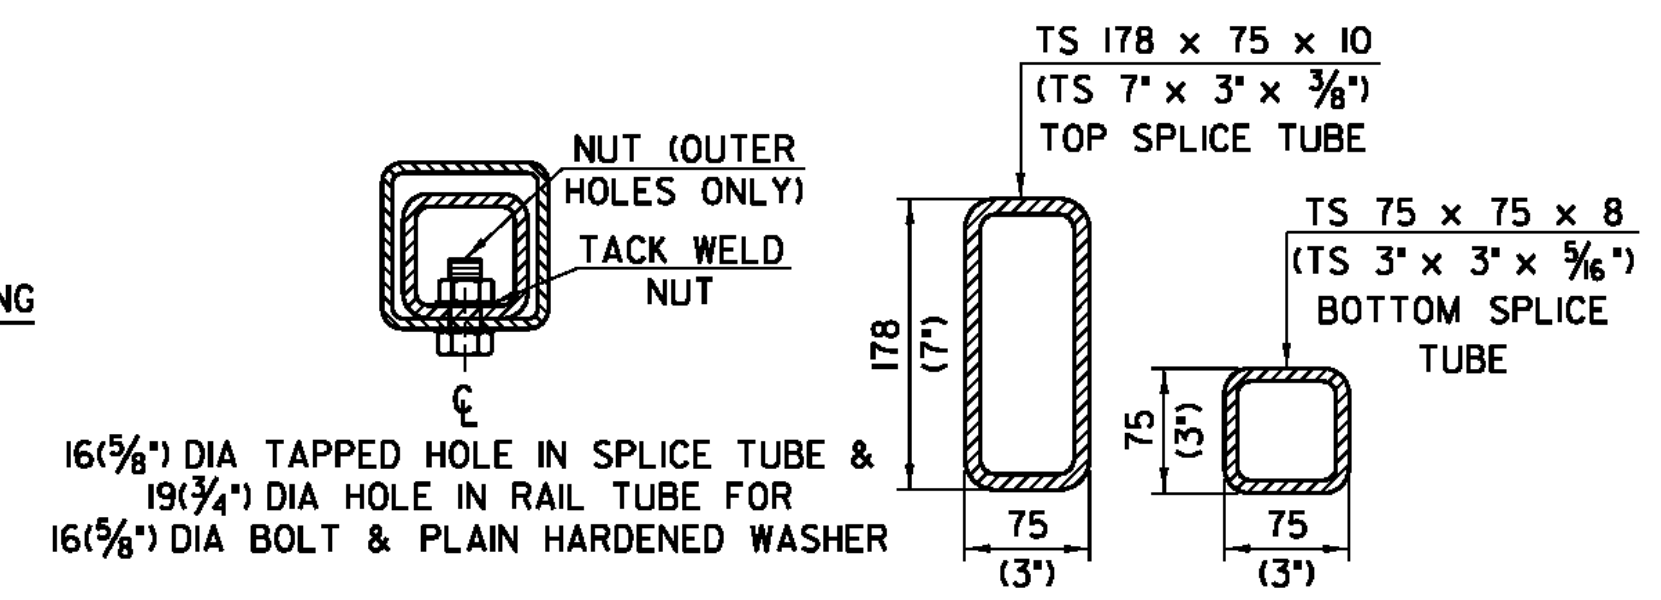 NG
NUT (OUTER
HOLES ONLY)
TACK WELD
NUT
℄
16(5/8") DIA TAPPED HOLE IN SPLICE TUBE &
19(3/4") DIA HOLE IN RAIL TUBE FOR
16(5/8") DIA BOLT & PLAIN HARDENED WASHER
TS 178 x 75 x 10
(TS 7" x 3" x 3/8")
TOP SPLICE TUBE
178
(7")
75
(3")
TS 75 x 75 x 8
(TS 3" x 3" x 5/16")
BOTTOM SPLICE
TUBE
75
(3")
75
(3")